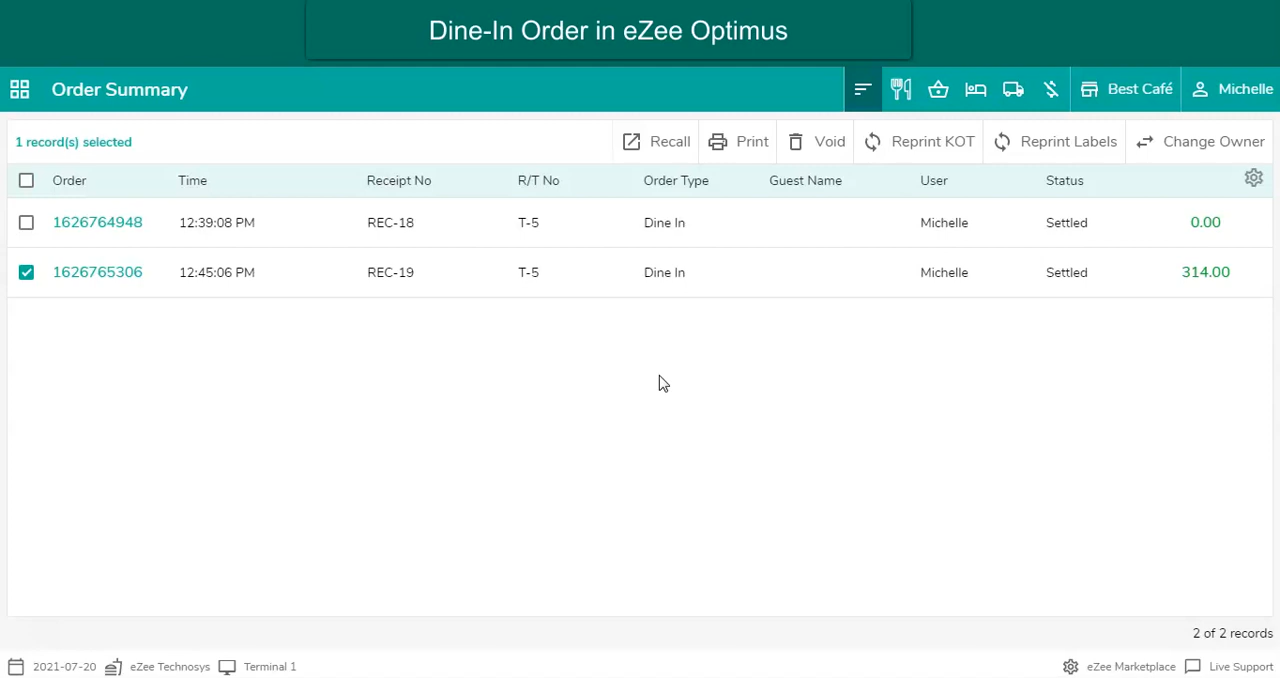 Dine-In Order in eZee Optimus
Order Summary
Best Café
Michelle
1 record(s) selected
Recall
Print
Void
Reprint KOT
Reprint Labels
Change Owner
Order Time Receipt No R/T No Order Type Guest Name User Status
1626764948 12:39:08 PM REC-18 T-5 Dine In Michelle Settled 0.00
1626765306 12:45:06 PM REC-19 T-5 Dine In Michelle Settled 314.00
2 of 2 records
2021-07-20 eZee Technosys Terminal 1 eZee Marketplace Live Support